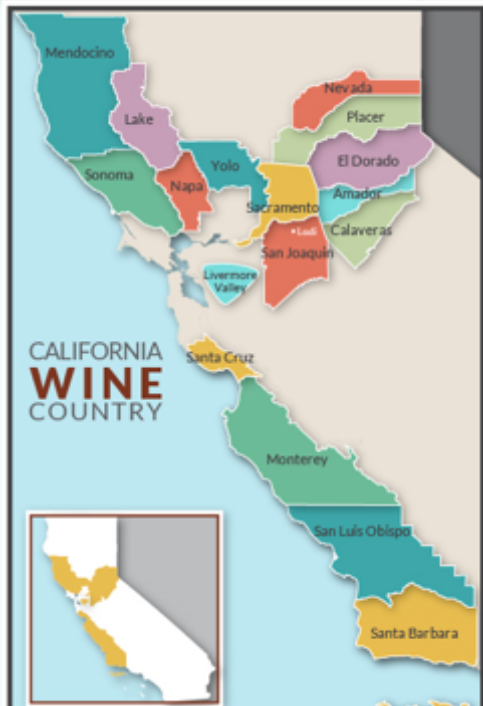 Mendocino
Nevada
Lake
Placer
Yolo
El Dorado
Sonoma
Napa
Amador
Sacramento
Lodi
Calaveras
San Joaquin
Livermore
Valley
CALIFORNIA
WINE
COUNTRY
Santa Cruz
Monterey
San Luis Obispo
Santa Barbara